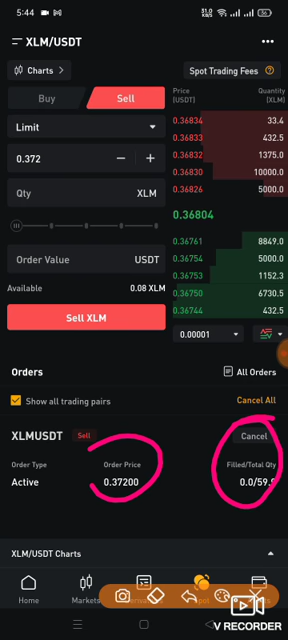 5:44
51.0 KB/S
XLM/USDT
Charts
Spot Trading Fees
Buy
Sell
Price (USDT)
Quantity (XLM)
Limit
0.372
Qty
XLM
Order Value
USDT
Available
0.08 XLM
Sell XLM
0.36834 33.4
0.36833 432.5
0.36832 1375.0
0.36830 10000.0
0.36826 5000.0
0.36804
0.36761 8849.0
0.36754 5000.0
0.36753 1152.3
0.36750 6730.5
0.36744 432.5
0.00001
Orders
All Orders
Show all trading pairs
Cancel All
XLMUSDT
Sell
Cancel
Order Type
Order Price
Filled/Total Qty
Active
0.37200
0.0/59.
XLM/USDT Charts
Home
Markets
V RECORDER